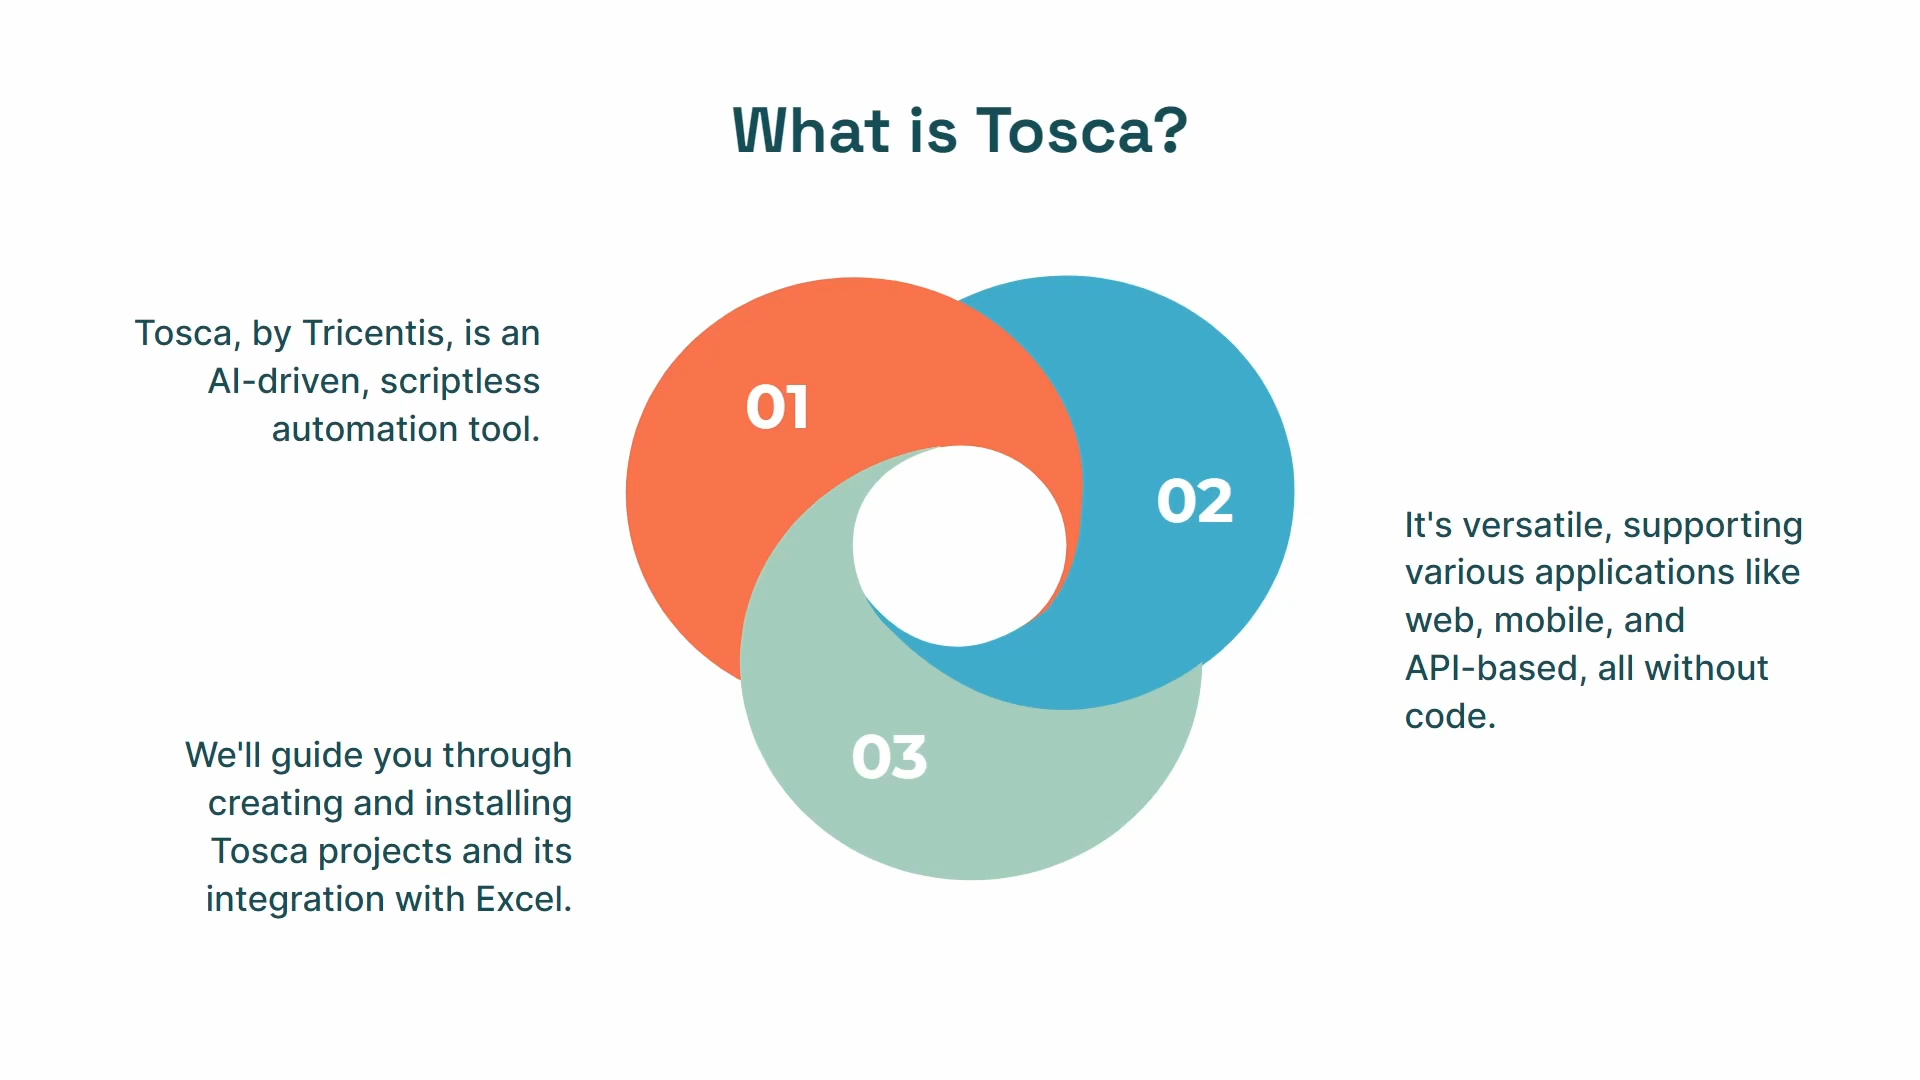 What is Tosca?
01
Tosca, by Tricentis, is an
AI-driven, scriptless
automation tool.
02
It's versatile, supporting
various applications like
web, mobile, and
API-based, all without
code.
03
We'll guide you through
creating and installing
Tosca projects and its
integration with Excel.